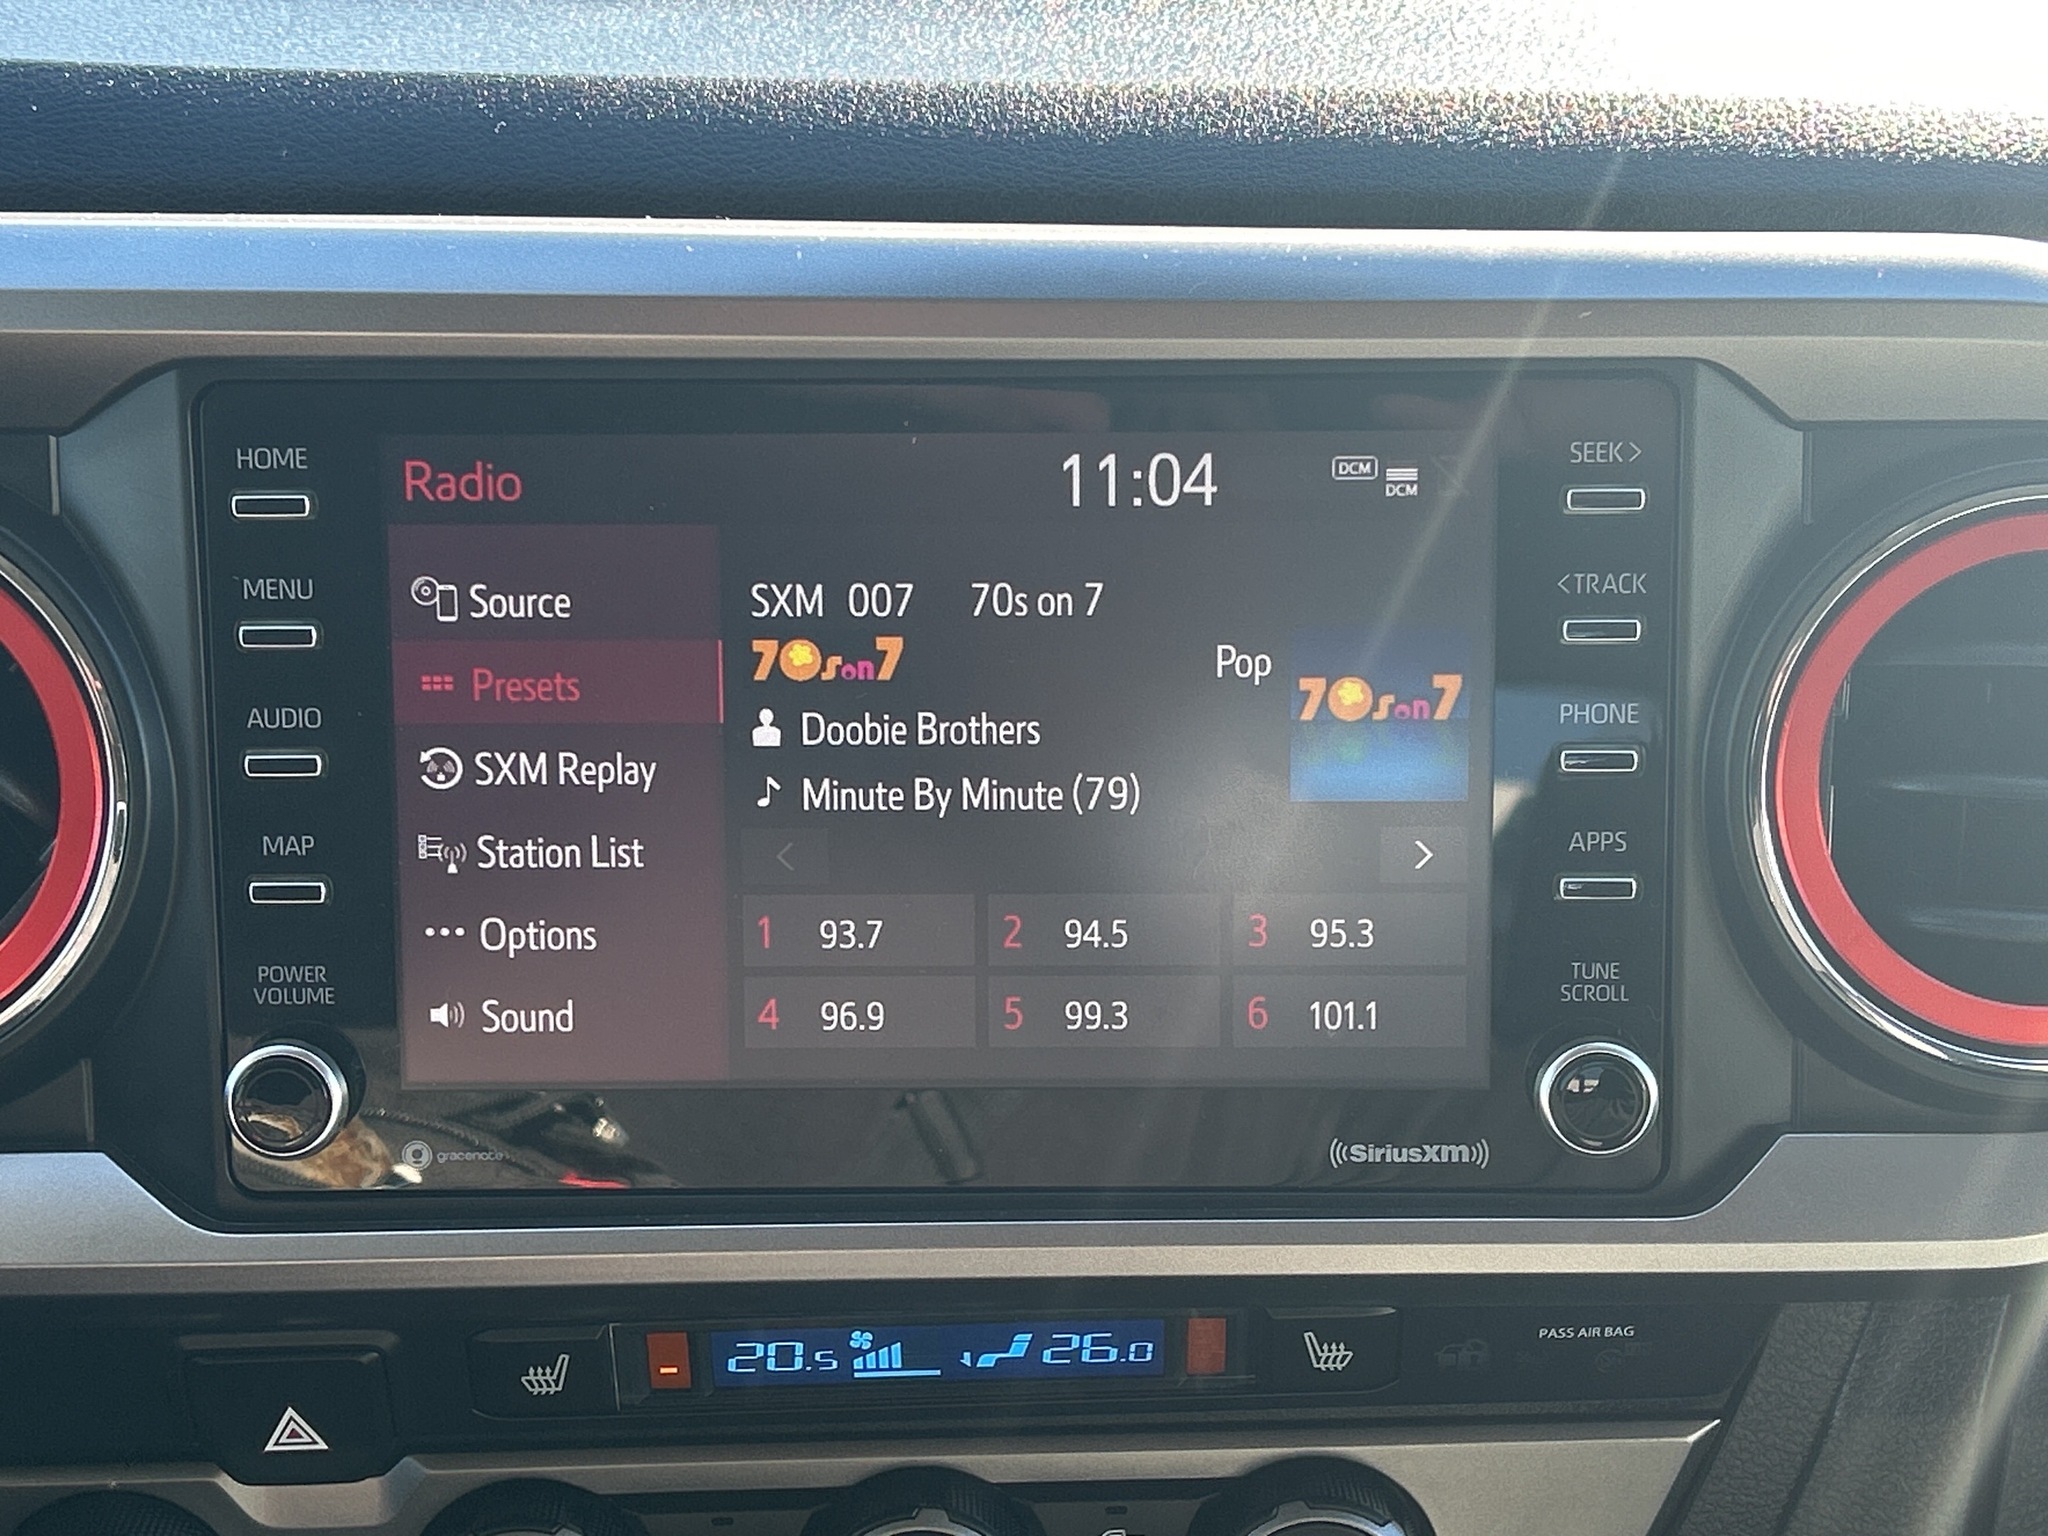 HOME
MENU
AUDIO
MAP
POWER
VOLUME
Radio
11:04
DCM
DCM
Source
Presets
SXM Replay
Station List
Options
Sound
SXM 007 70s on 7
70s on 7
Pop
70s on 7
Doobie Brothers
Minute By Minute (79)
<
>
1 93.7
2 94.5
3 95.3
4 96.9
5 99.3
6 101.1
SEEK >
< TRACK
PHONE
APPS
TUNE
SCROLL
gracenote
((SiriusXM))
20.5
26.0
PASS AIR BAG